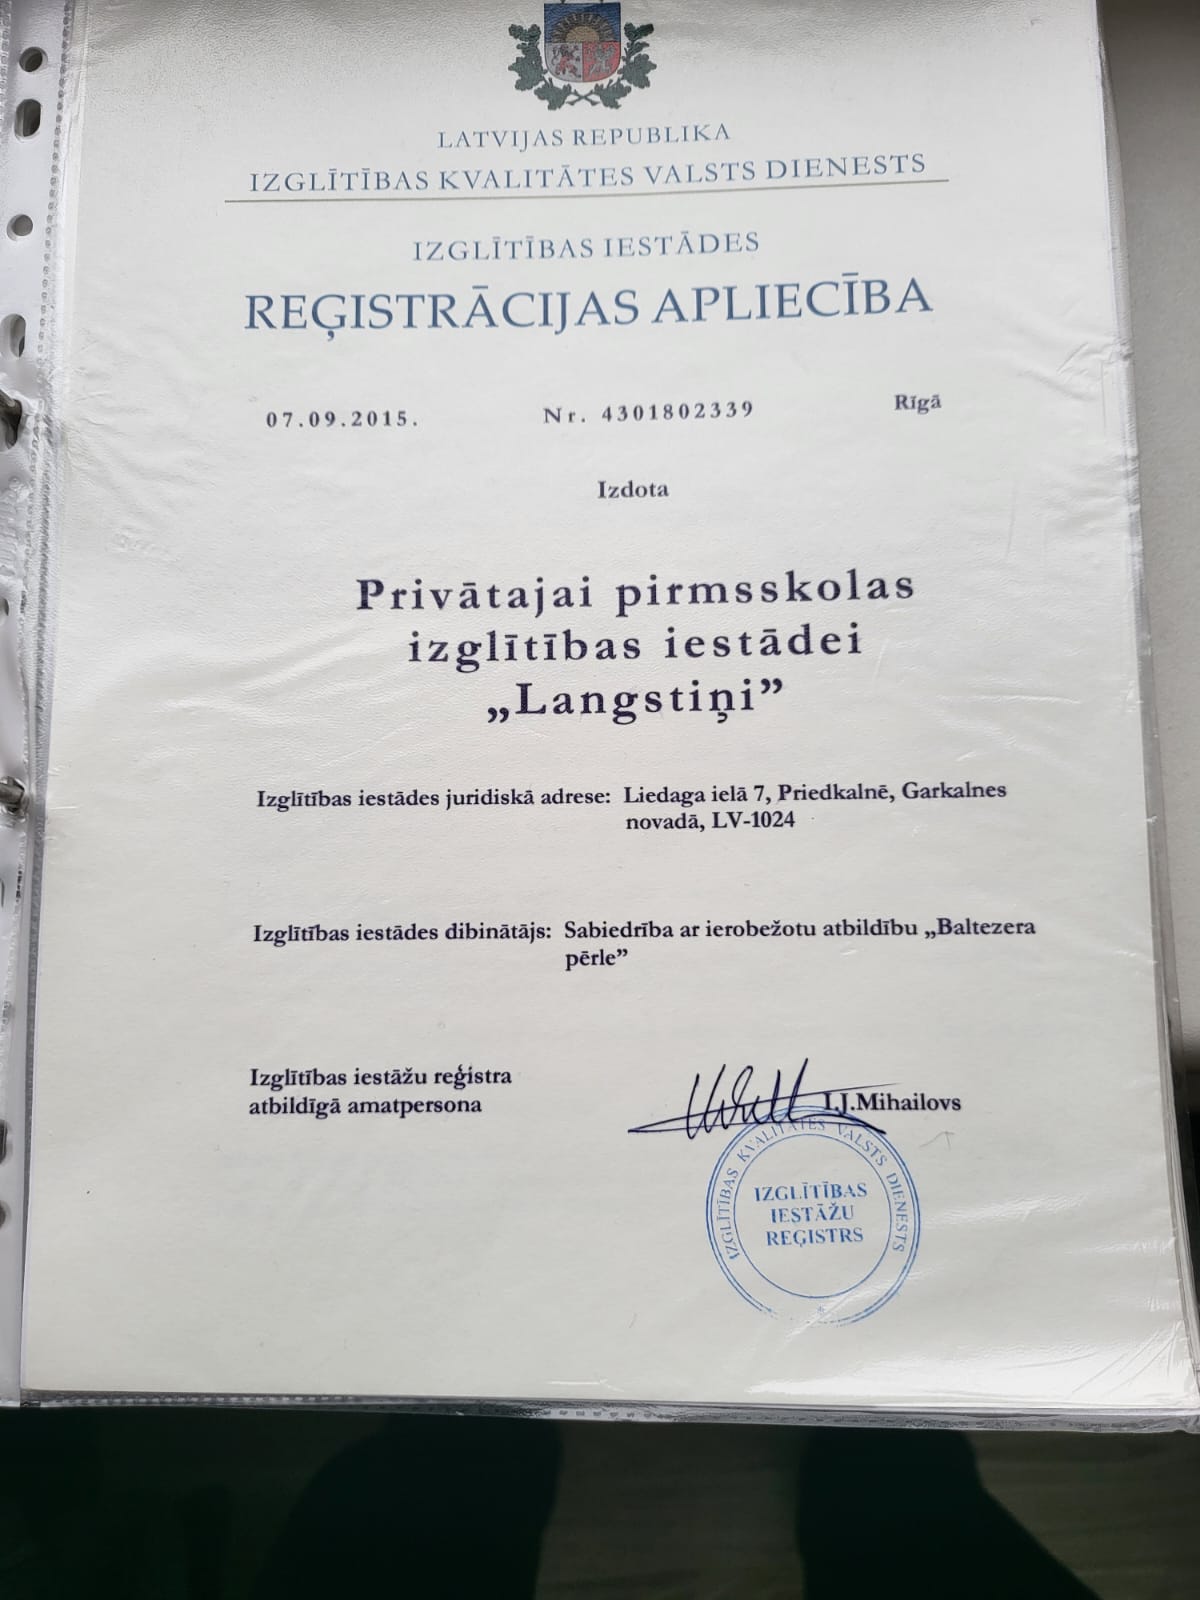 LATVIJAS REPUBLIKA
IZGLĪTĪBAS KVALITĀTES VALSTS DIENESTS
IZGLĪTĪBAS IESTĀDES
REĢISTRĀCIJAS APLIECĪBA
07.09.2015. Nr. 4301802339 Rīgā
Izdota
Privātajai pirmsskolas
izglītības iestādei
„Langstiņi”
Izglītības iestādes juridiskā adrese: Liedaga ielā 7, Priedkalnē, Garkalnes
novadā, LV-1024
Izglītības iestādes dibinātājs: Sabiedrība ar ierobežotu atbildību „Baltezera
pērle”
Izglītības iestāžu reģistra
atbildīgā amatpersona
I.J.Mihailovs
IZGLĪTĪBAS KVALITĀTES VALSTS DIENESTS
IZGLĪTĪBAS
IESTĀŽU
REĢISTRS